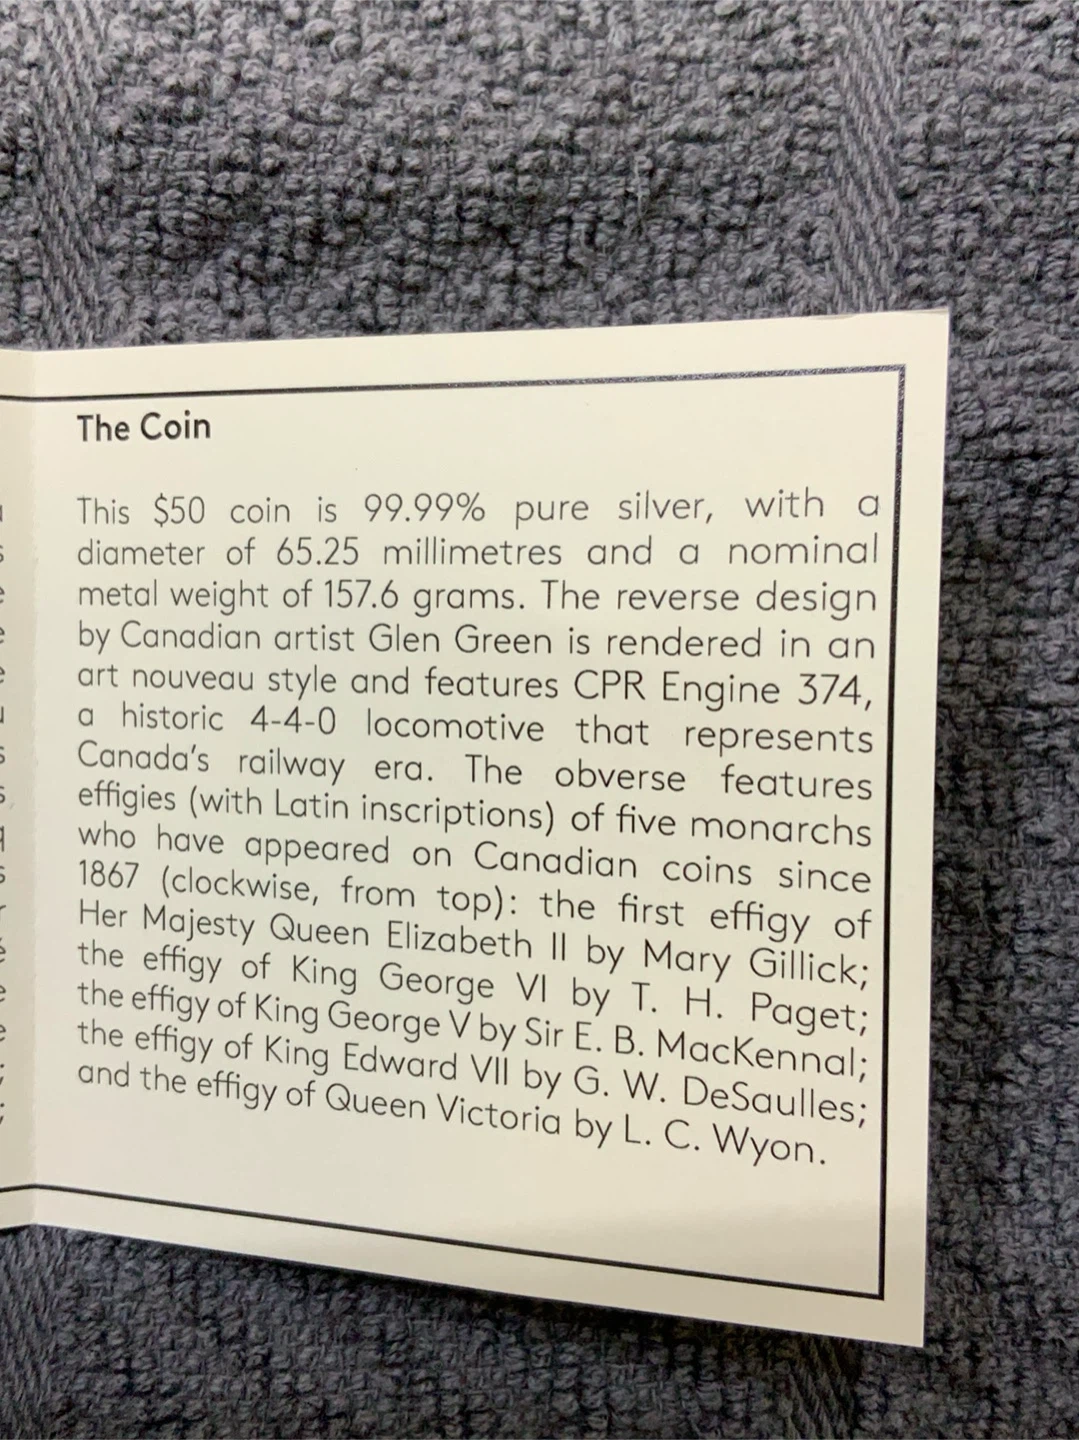 The Coin
This $50 coin is 99.99% pure silver, with a
diameter of 65.25 millimetres and a nominal
metal weight of 157.6 grams. The reverse design
by Canadian artist Glen Green is rendered in an
art nouveau style and features CPR Engine 374,
a historic 4-4-0 locomotive that represents
Canada's railway era. The obverse features
effigies (with Latin inscriptions) of five monarchs
who have appeared on Canadian coins since
1867 (clockwise, from top): the first effigy of
Her Majesty Queen Elizabeth II by Mary Gillick;
the effigy of King George VI by T. H. Paget;
the effigy of King George V by Sir E. B. MacKennal;
the effigy of King Edward VII by G. W. DeSaulles;
and the effigy of Queen Victoria by L. C. Wyon.